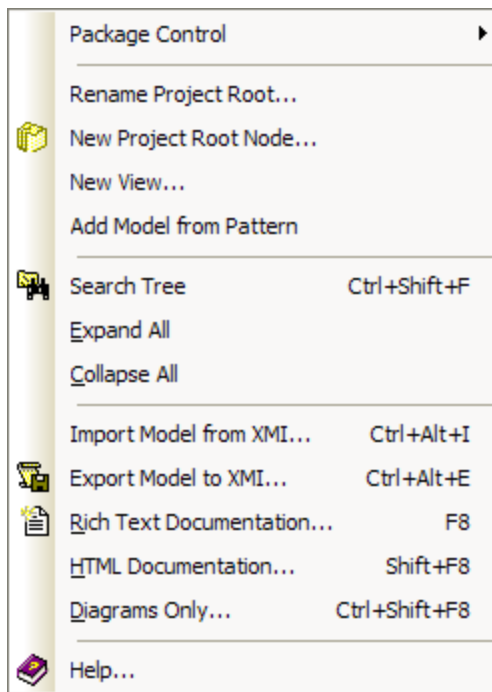 Package Control
Rename Project Root...
New Project Root Node...
New View...
Add Model from Pattern
Search Tree Ctrl+Shift+F
Expand All
Collapse All
Import Model from XMI... Ctrl+Alt+I
Export Model to XMI... Ctrl+Alt+E
Rich Text Documentation... F8
HTML Documentation... Shift+F8
Diagrams Only... Ctrl+Shift+F8
Help...